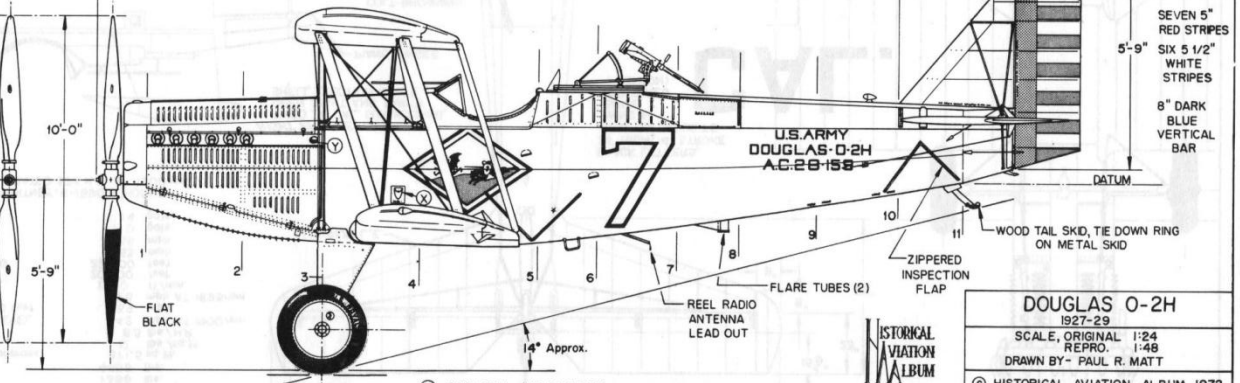 SEVEN 5"
RED STRIPES
5'-9"
SIX 5 1/2"
WHITE
STRIPES
8" DARK
BLUE
VERTICAL
BAR
10'-0"
Y
7
U.S.ARMY
DOUGLAS-O-2H
A.C.28-158
X
DATUM
1
2
3
4
5
6
7
8
9
10
11
WOOD TAIL SKID, TIE DOWN RING
ON METAL SKID
5'-9"
ZIPPERED
INSPECTION
FLAP
FLARE TUBES (2)
REEL RADIO
ANTENNA
LEAD OUT
FLAT
BLACK
14° Approx.
HISTORICAL
AVIATION
ALBUM
DOUGLAS O-2H
1927-29
SCALE, ORIGINAL 1:24
REPRO. 1:48
DRAWN BY- PAUL R. MATT
© HISTORICAL AVIATION ALBUM 1973